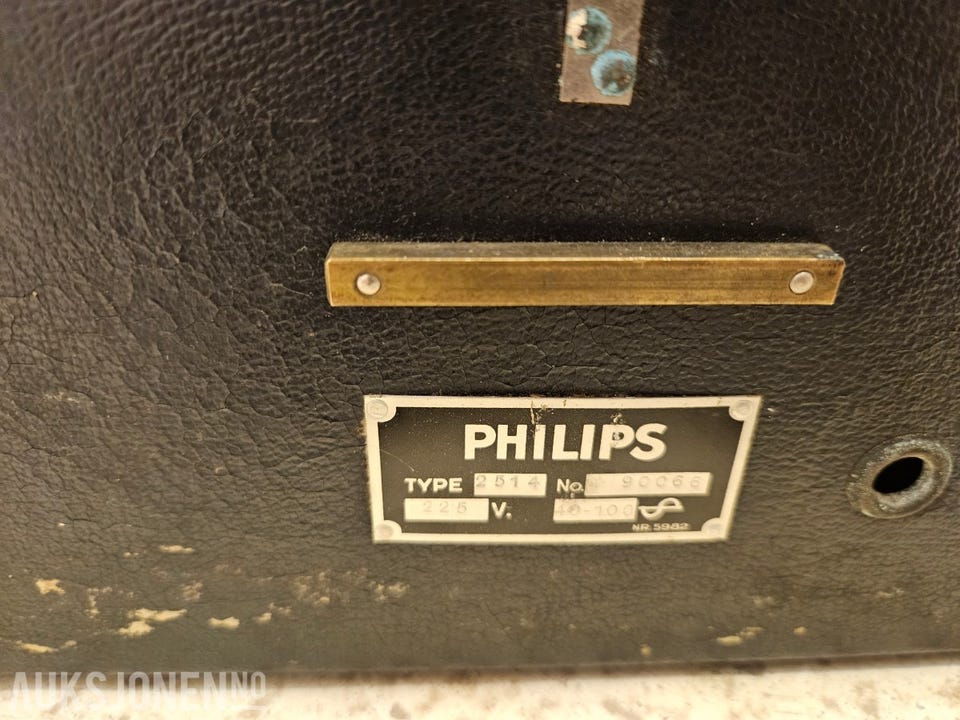 PHILIPS
TYPE 2514 No. 90066
225 V. 40-100
NR. 5982
AUKSJONEN.NO